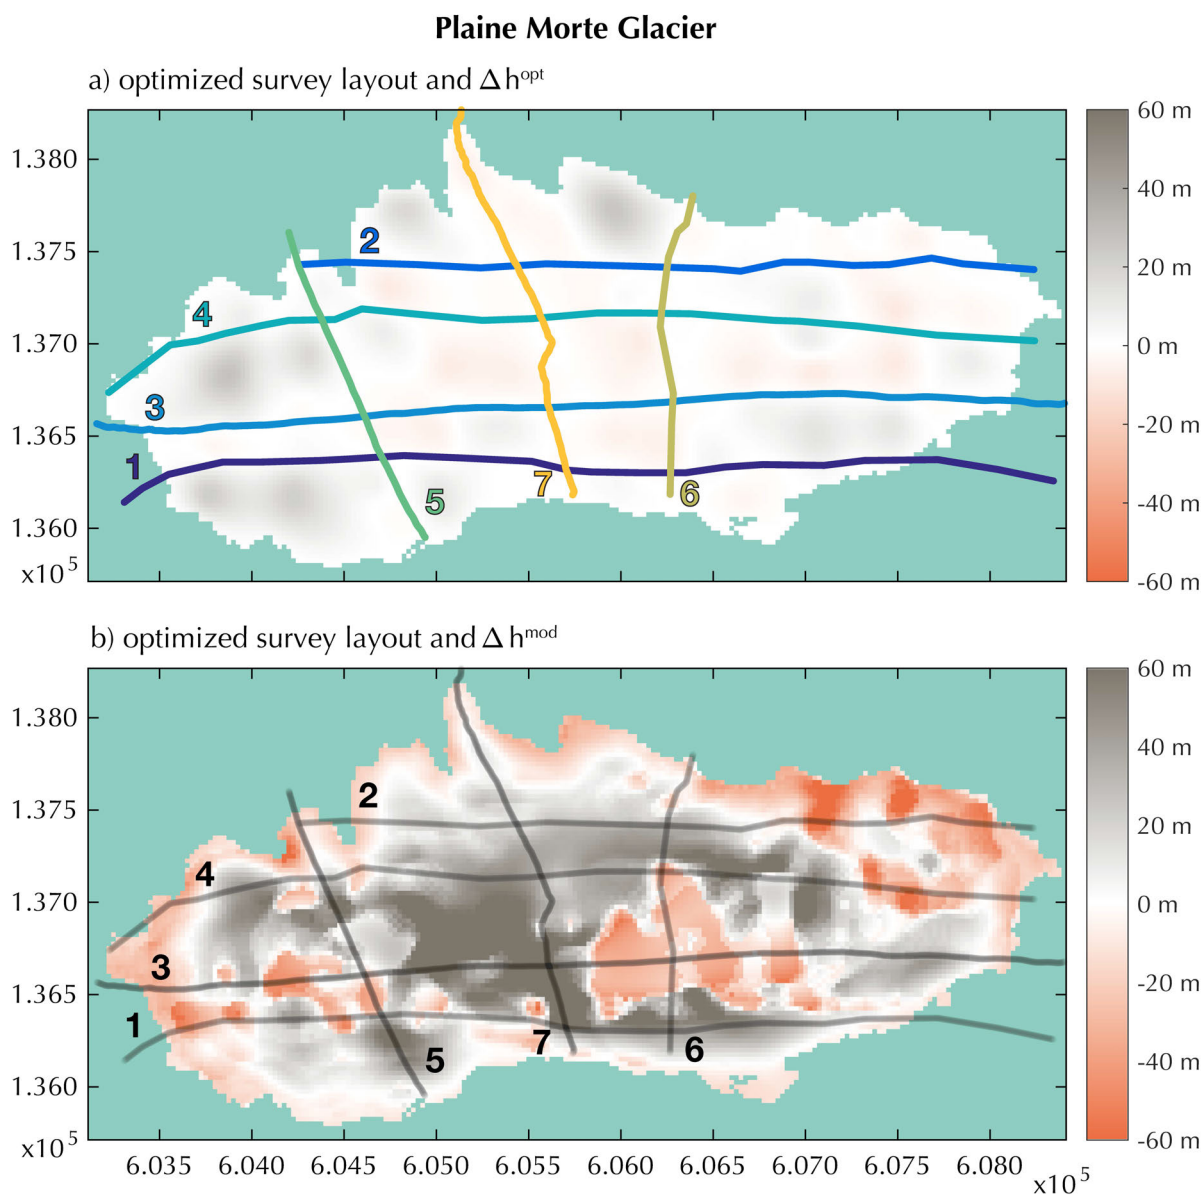 Plaine Morte Glacier
a) optimized survey layout and Δh^opt
1.380
1.375
1.370
1.365
1.360
x10^5
2
4
3
1
5
7
6
60 m
40 m
20 m
0 m
-20 m
-40 m
-60 m
b) optimized survey layout and Δh^mod
1.380
1.375
1.370
1.365
1.360
x10^5
2
4
3
1
5
7
6
60 m
40 m
20 m
0 m
-20 m
-40 m
-60 m
6.035 6.040 6.045 6.050 6.055 6.060 6.065 6.070 6.075 6.080
x10^5